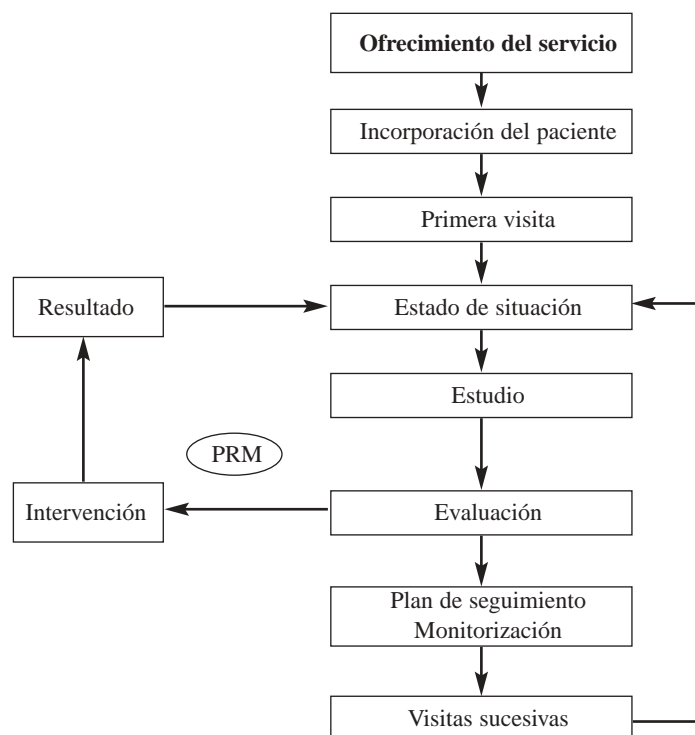 Ofrecimiento del servicio
Incorporación del paciente
Primera visita
Resultado
Estado de situación
Estudio
PRM
Intervención
Evaluación
Plan de seguimiento
Monitorización
Visitas sucesivas